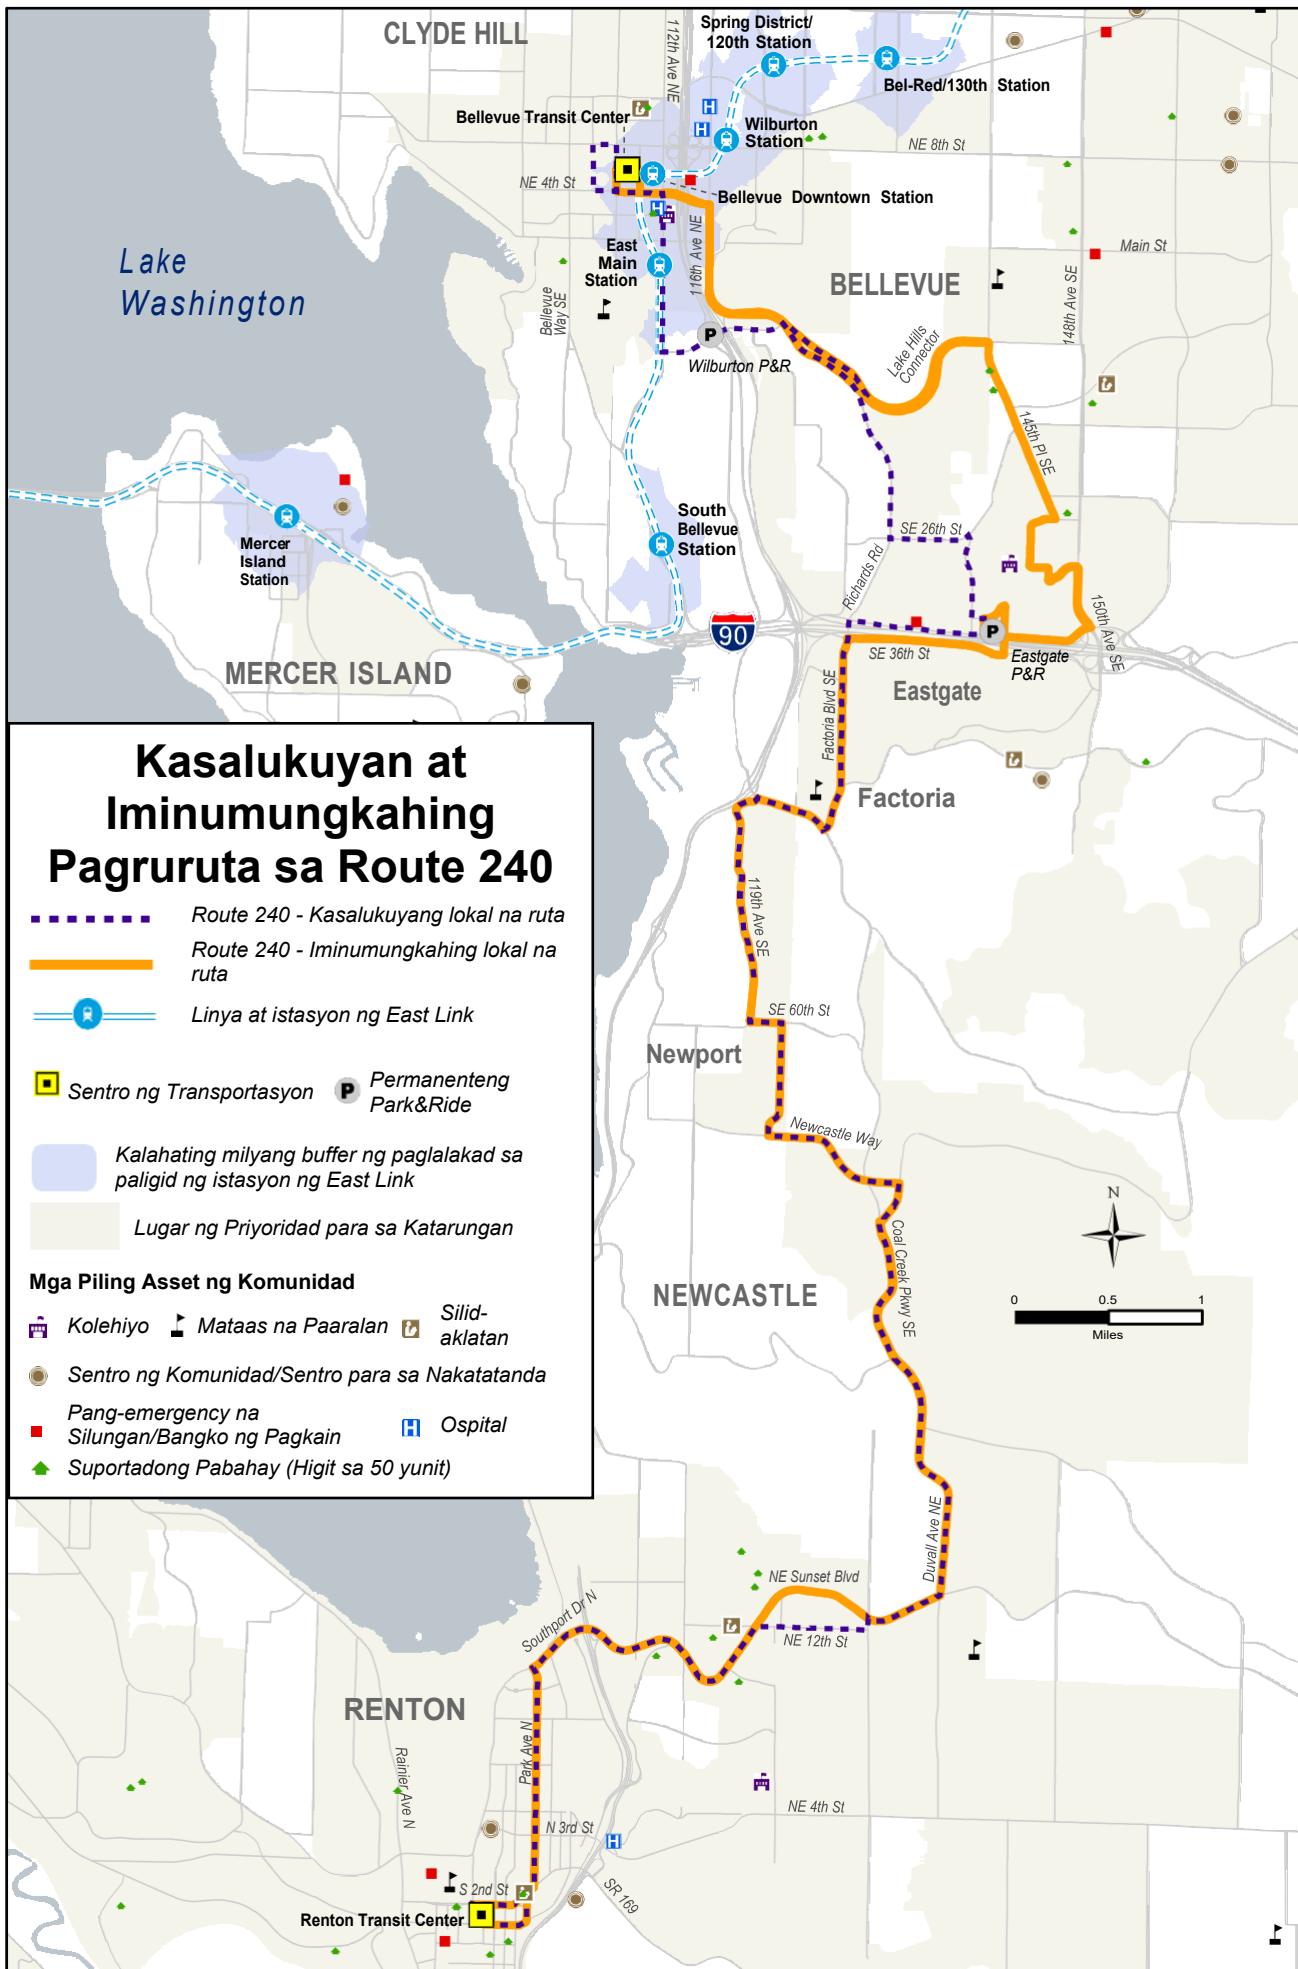 CLYDE HILL
112th Ave NE
Spring District/
120th Station
Bel-Red/130th Station
Bellevue Transit Center
H
H
Wilburton
Station
NE 8th St
NE 4th St
Bellevue Downtown Station
H
East
Main
Station
116th Ave NE
Main St
Lake
Washington
BELLEVUE
148th Ave SE
Bellevue
Way SE
P
Wilburton P&R
Lake Hills
Connector
145th Pl SE
South
Bellevue
Station
SE 26th St
Mercer
Island
Station
Richards Rd
90
P
150th Ave SE
SE 36th St
Eastgate
P&R
MERCER ISLAND
Eastgate
Factoria Blvd SE
Factoria
Kasalukuyan at
Iminumungkahing
Pagruruta sa Route 240
Route 240 - Kasalukuyang lokal na ruta
Route 240 - Iminumungkahing lokal na
ruta
Linya at istasyon ng East Link
Sentro ng Transportasyon
P
Permanenteng
Park&Ride
Kalahating milyang buffer ng paglalakad sa
paligid ng istasyon ng East Link
Lugar ng Priyoridad para sa Katarungan
Mga Piling Asset ng Komunidad
Kolehiyo
Mataas na Paaralan
Silid-
aklatan
Sentro ng Komunidad/Sentro para sa Nakatatanda
Pang-emergency na
Silungan/Bangko ng Pagkain
H
Ospital
Suportadong Pabahay (Higit sa 50 yunit)
119th Ave SE
SE 60th St
Newport
Newcastle Way
Coal Creek Pkwy SE
NEWCASTLE
N
0 0.5 1
Miles
Duvall Ave NE
NE Sunset Blvd
NE 12th St
Southport Dr N
RENTON
Park Ave N
Rainier Ave N
NE 4th St
N 3rd St
H
SR 169
S 2nd St
Renton Transit Center